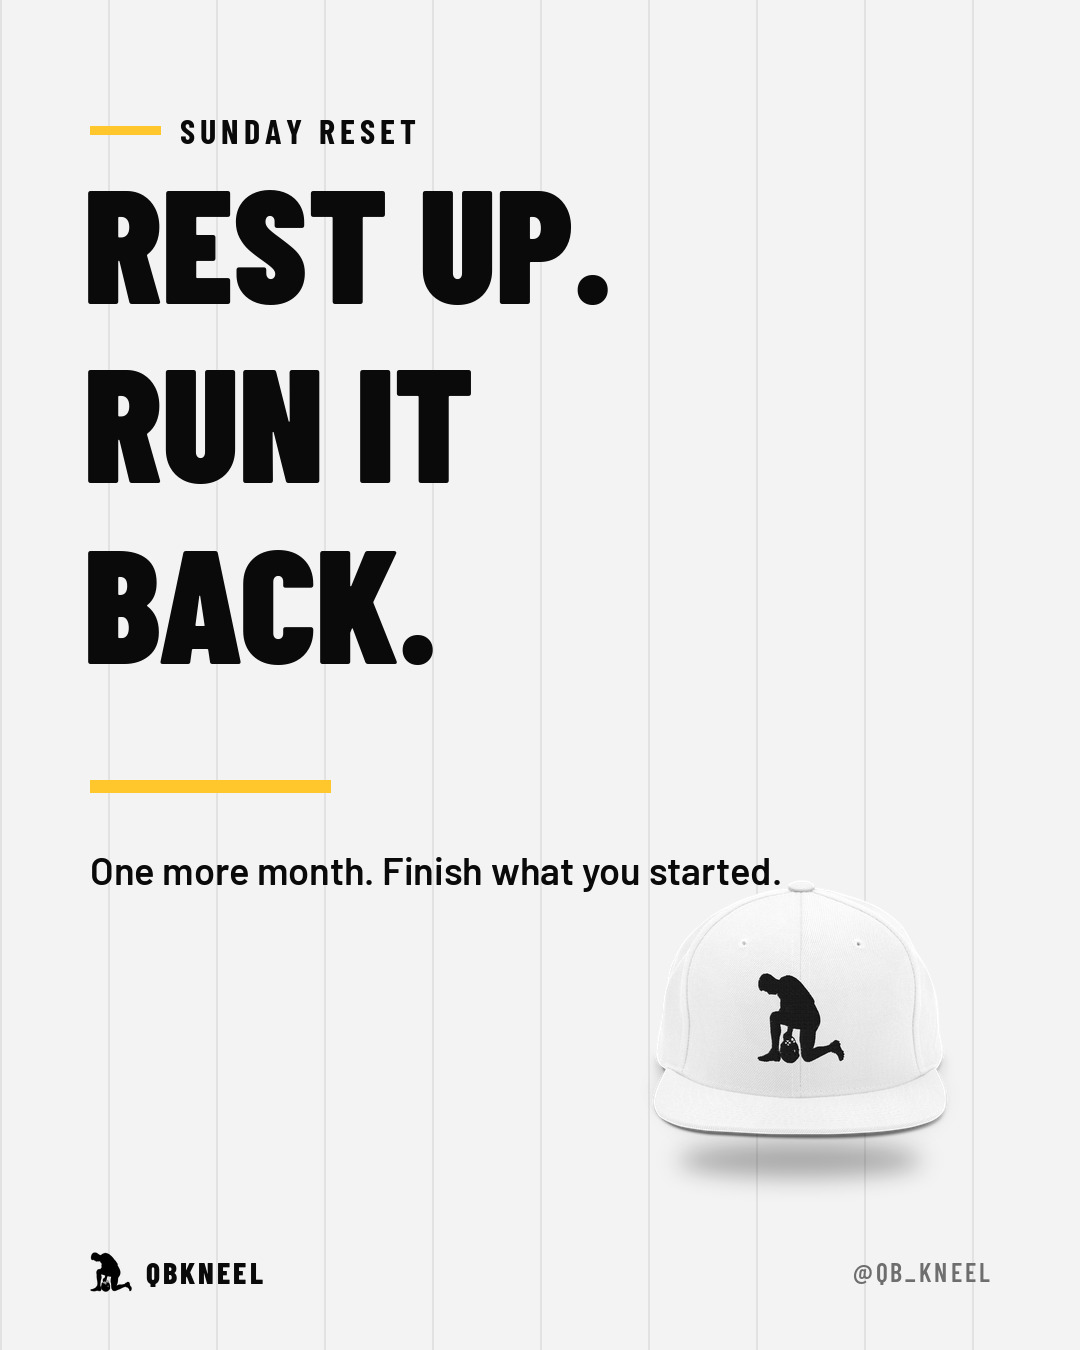 SUNDAY RESET
REST UP.
RUN IT
BACK.
One more month. Finish what you started.
QBKNEEL
@QB_KNEEL